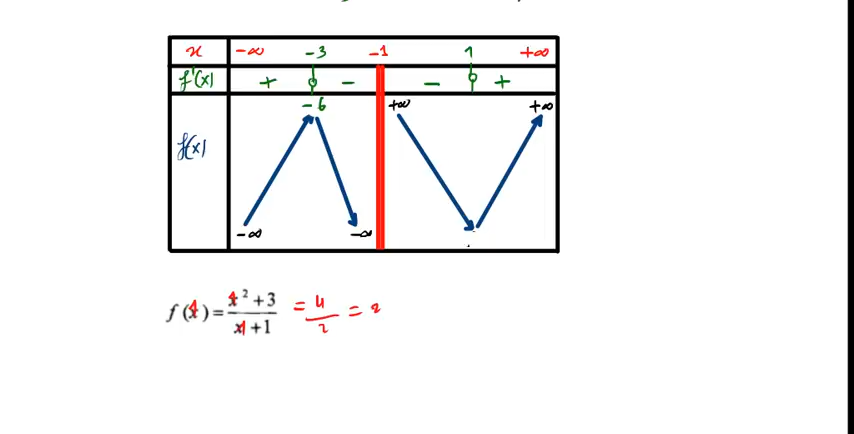 x -∞ -3 -1 1 +∞
f'(x) + 0 - - 0 +
-6 +∞ +∞
f(x)
-∞ -∞
f(1) = (1² + 3)/(1 + 1) = 4/2 = 2